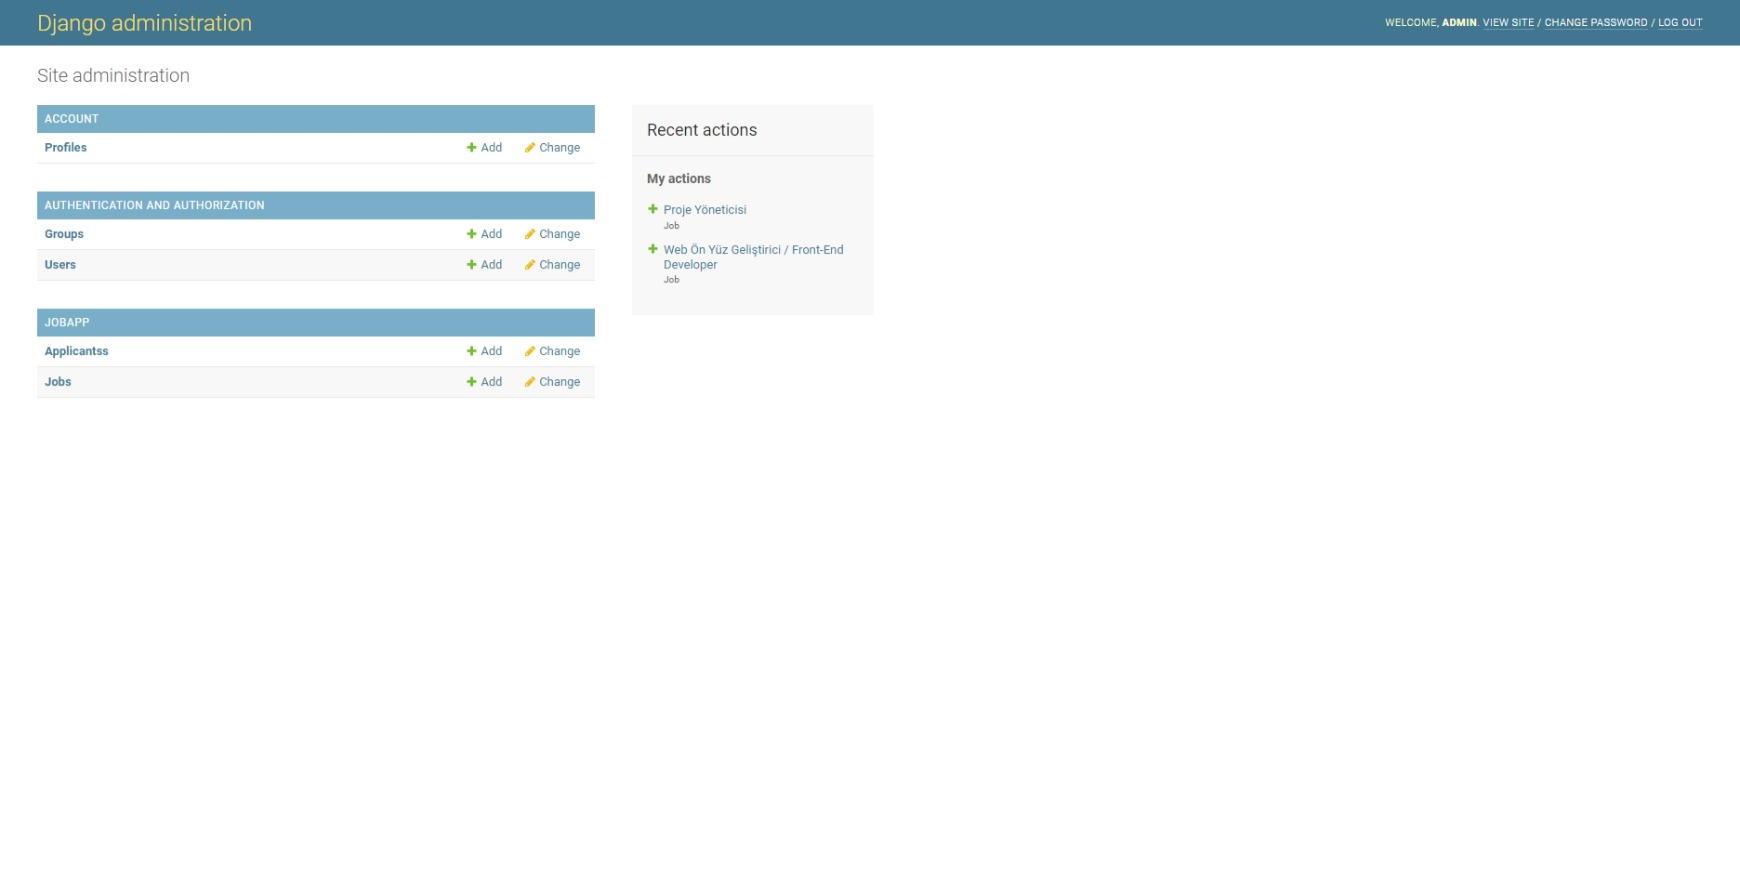 Django administration
WELCOME, ADMIN. VIEW SITE / CHANGE PASSWORD / LOG OUT
Site administration
ACCOUNT
Profiles Add Change
AUTHENTICATION AND AUTHORIZATION
Groups Add Change
Users Add Change
JOBAPP
Applicantss Add Change
Jobs Add Change
Recent actions
My actions
Proje Yöneticisi
Job
Web Ön Yüz Geliştirici / Front-End
Developer
Job